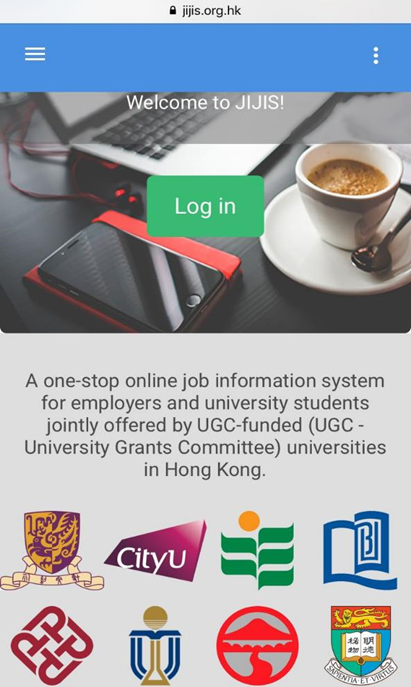 jijis.org.hk
Welcome to JIJIS!
Log in
A one-stop online job information system
for employers and university students
jointly offered by UGC-funded (UGC -
University Grants Committee) universities
in Hong Kong.
CityU
明德
格物
SAPIENTIA ET VIRTUS